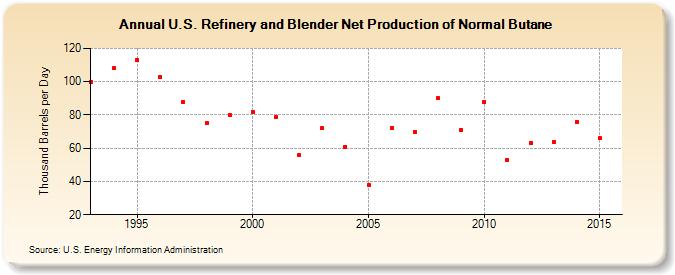 Annual U.S. Refinery and Blender Net Production of Normal Butane
Thousand Barrels per Day
120
100
80
60
40
20
1995 2000 2005 2010 2015
Source: U.S. Energy Information Administration